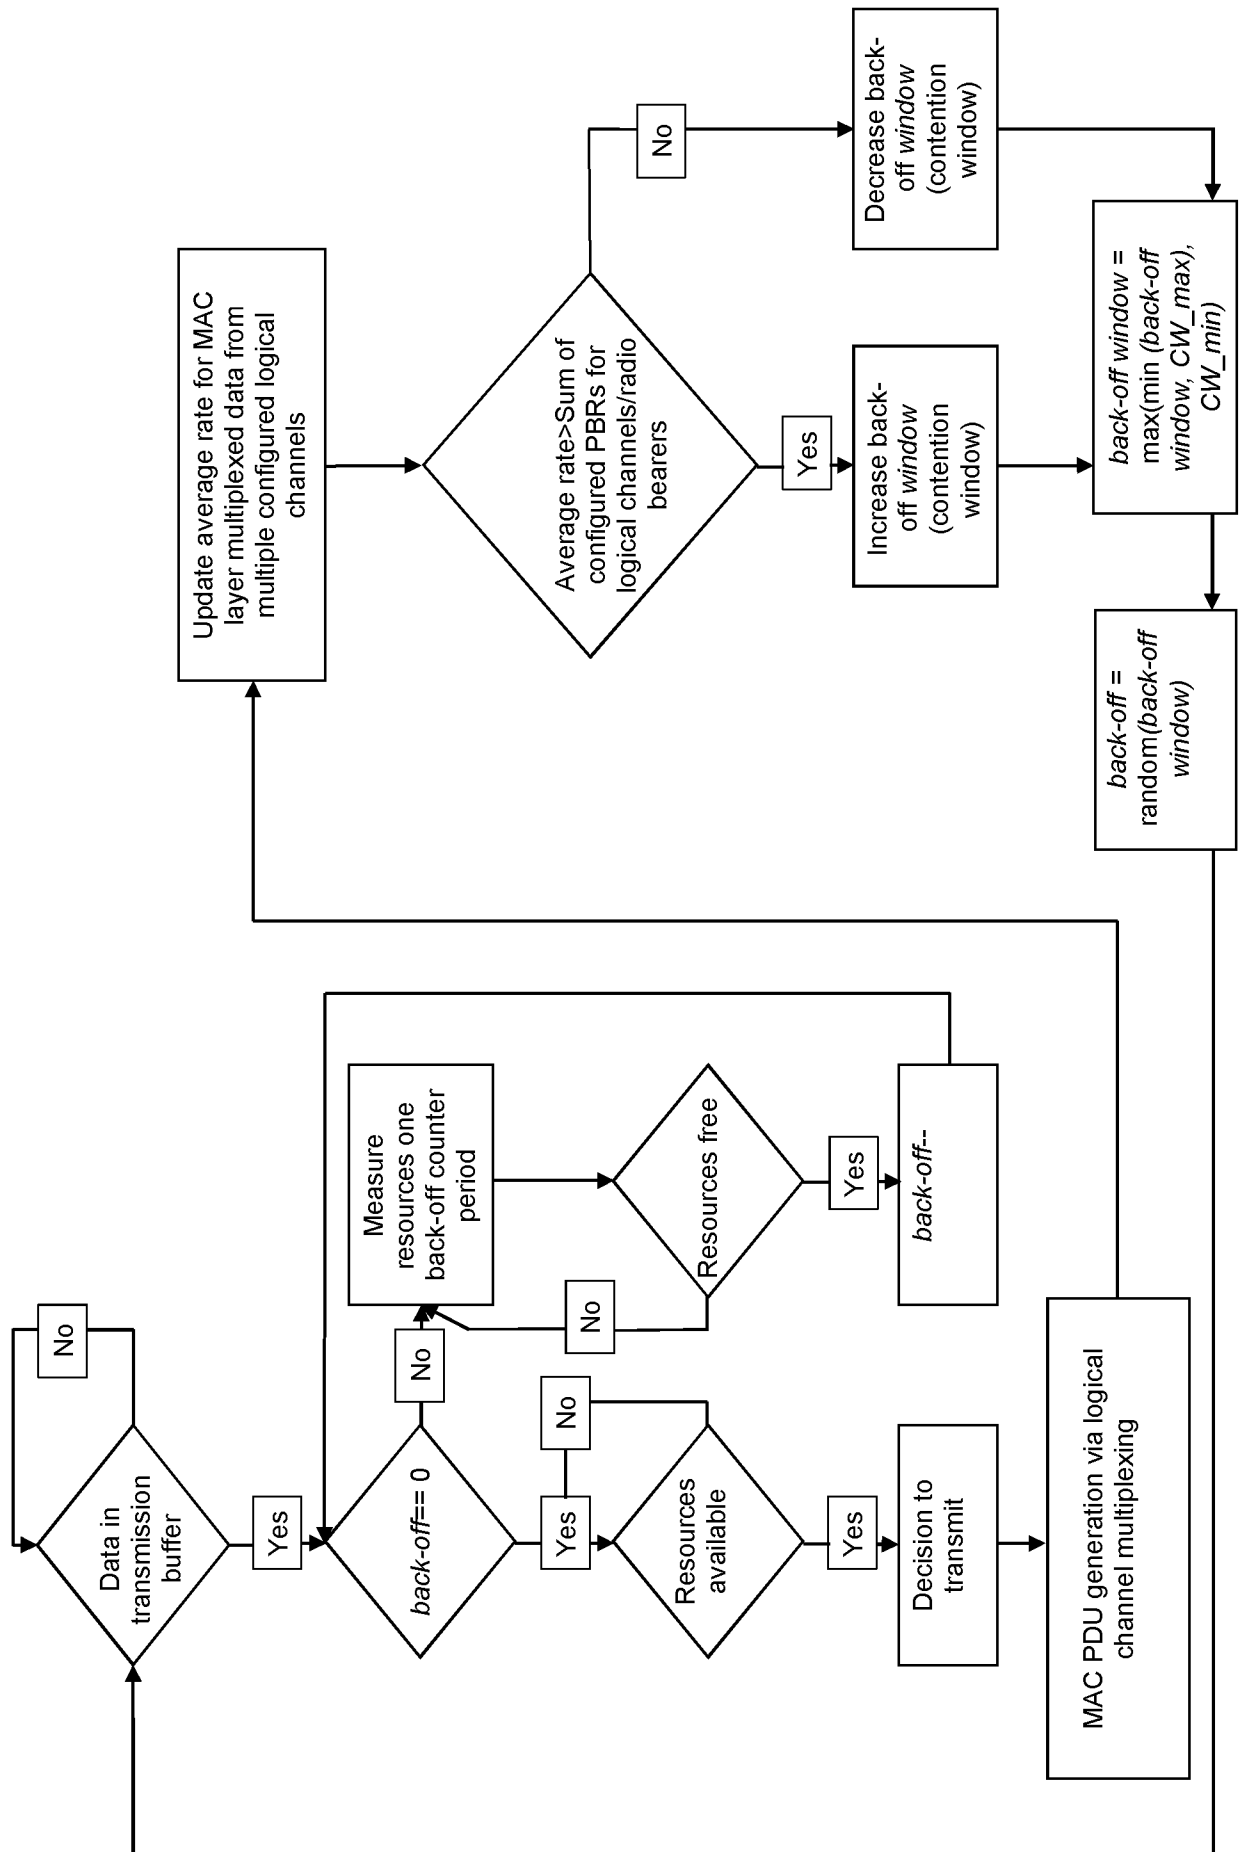 Data in
transmission
buffer
No
Yes
back-off== 0
No
Measure
resources one
back-off counter
period
Resources free
No
Yes
back-off--
Yes
No
Resources
available
Yes
Decision to
transmit
MAC PDU generation via logical
channel multiplexing
Update average rate for MAC
layer multiplexed data from
multiple configured logical
channels
Average rate>Sum of
configured PBRs for
logical channels/radio
bearers
No
Yes
Increase back-
off window
(contention
window)
Decrease back-
off window
(contention
window)
back-off window =
max(min (back-off
window, CW_max),
CW_min)
back-off =
random(back-off
window)